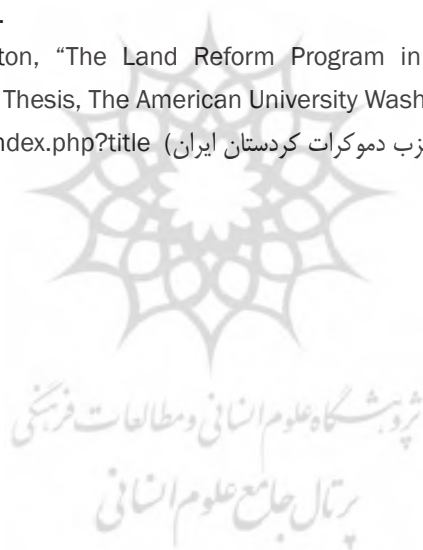 ton, “The Land Reform Program in
Thesis, The American University Wash
ndex.php?title (زب دموکرات کردستان ایران
پژوهشگاه علوم انسانی و مطالعات فرهنگی
پرتال جامع علوم انسانی